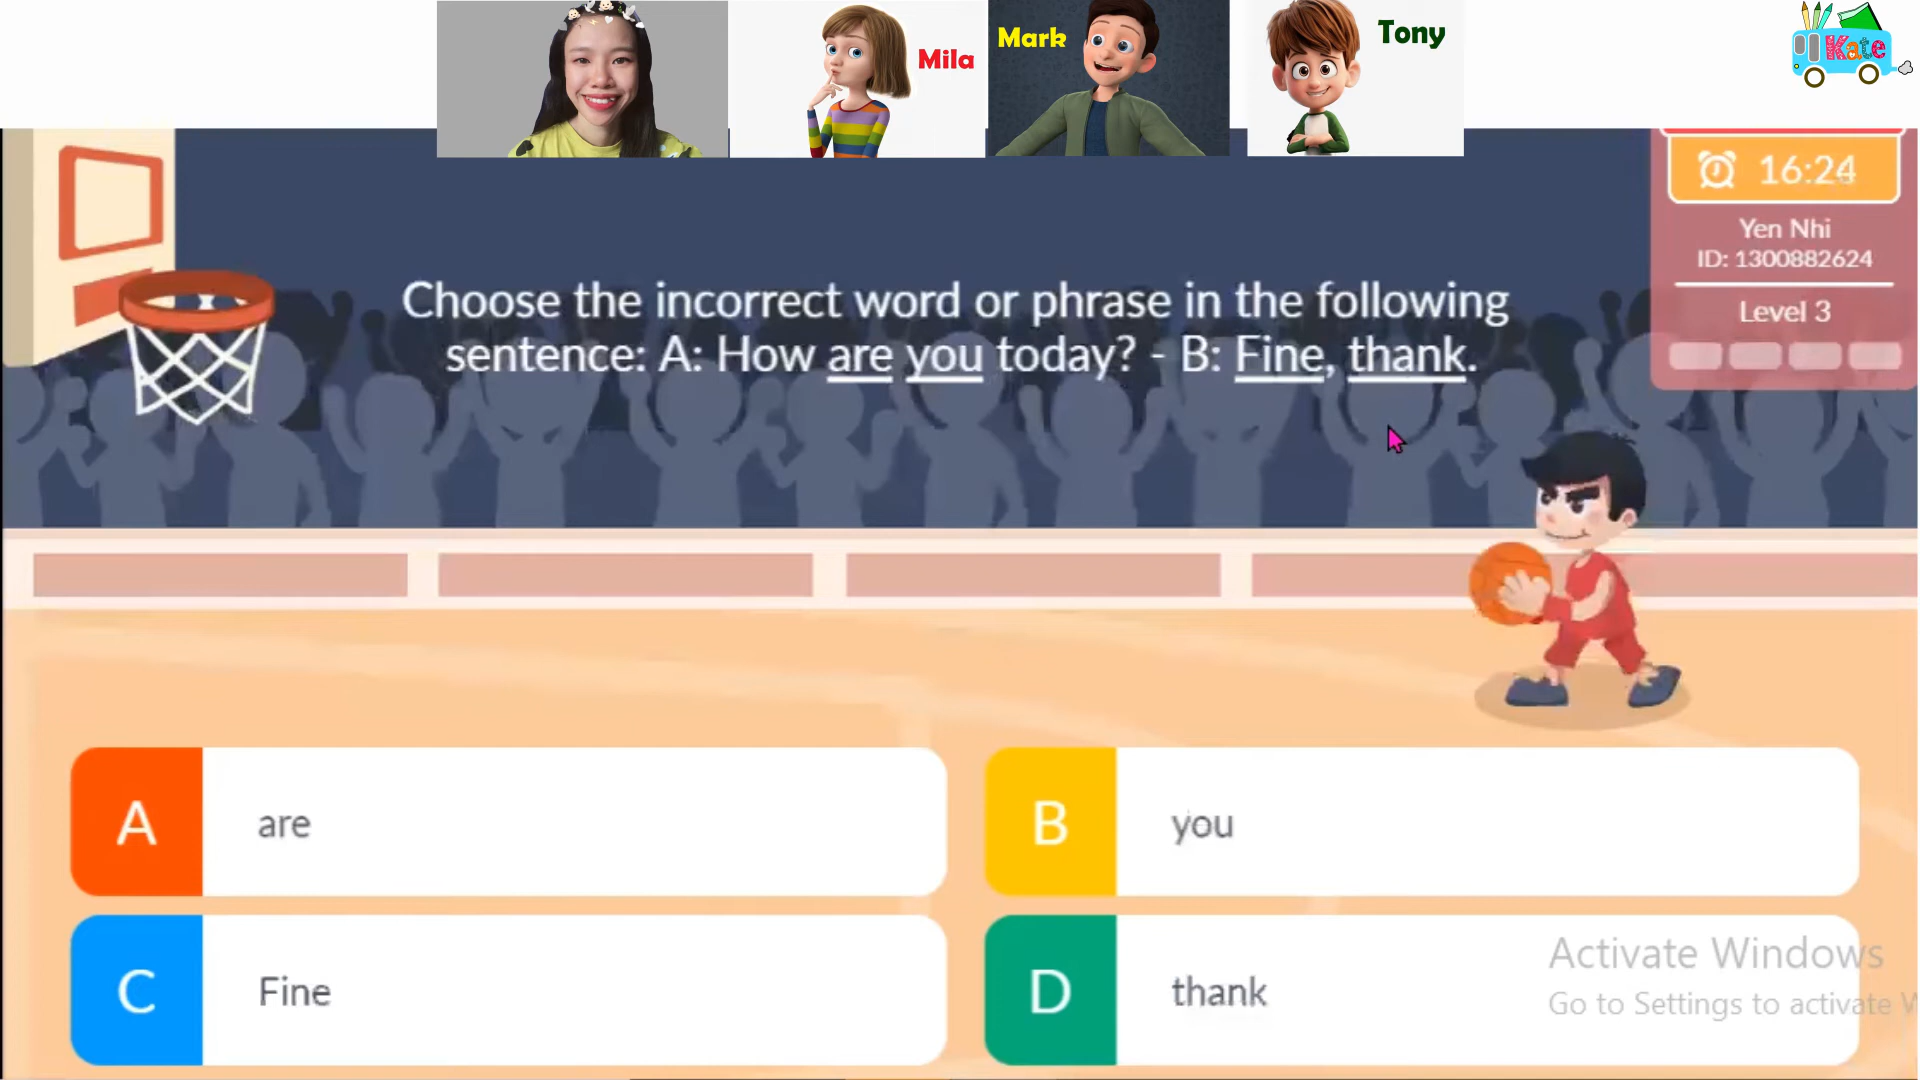 Mila
Mark
Tony
Kate
16:24
Yen Nhi
ID: 1300882624
Level 3
Choose the incorrect word or phrase in the following
sentence: A: How are you today? - B: Fine, thank.
A are
B you
C Fine
D thank
Activate Windows
Go to Settings to activate W